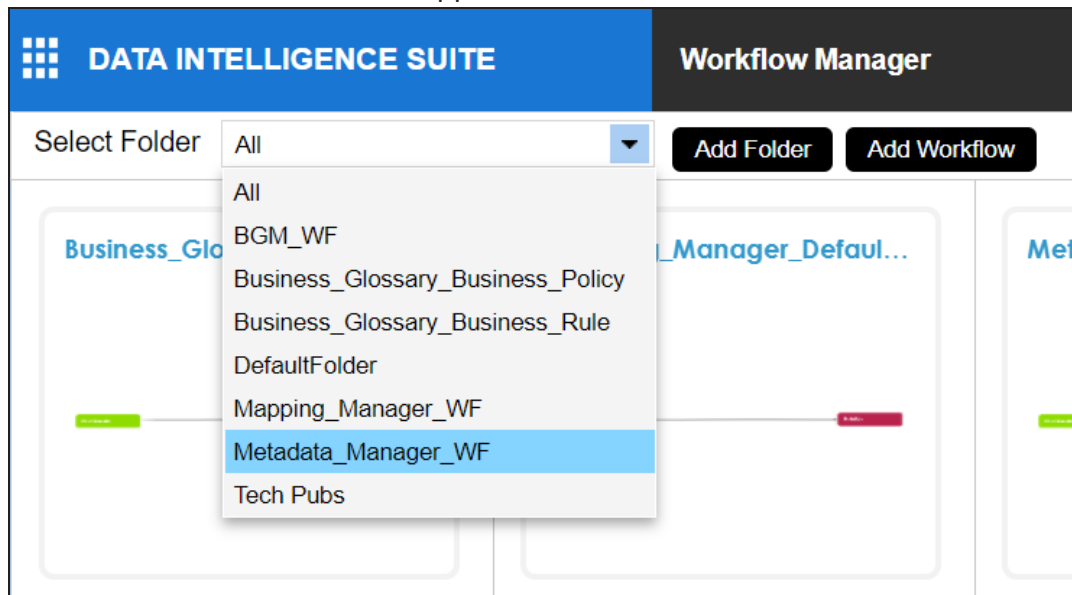 DATA INTELLIGENCE SUITE
Workflow Manager
Select Folder
All
Add Folder
Add Workflow
All
BGM_WF
Business_Glossary_Business_Policy
Business_Glossary_Business_Rule
DefaultFolder
Mapping_Manager_WF
Metadata_Manager_WF
Tech Pubs
Business_Glo
_Manager_Defaul...
Met